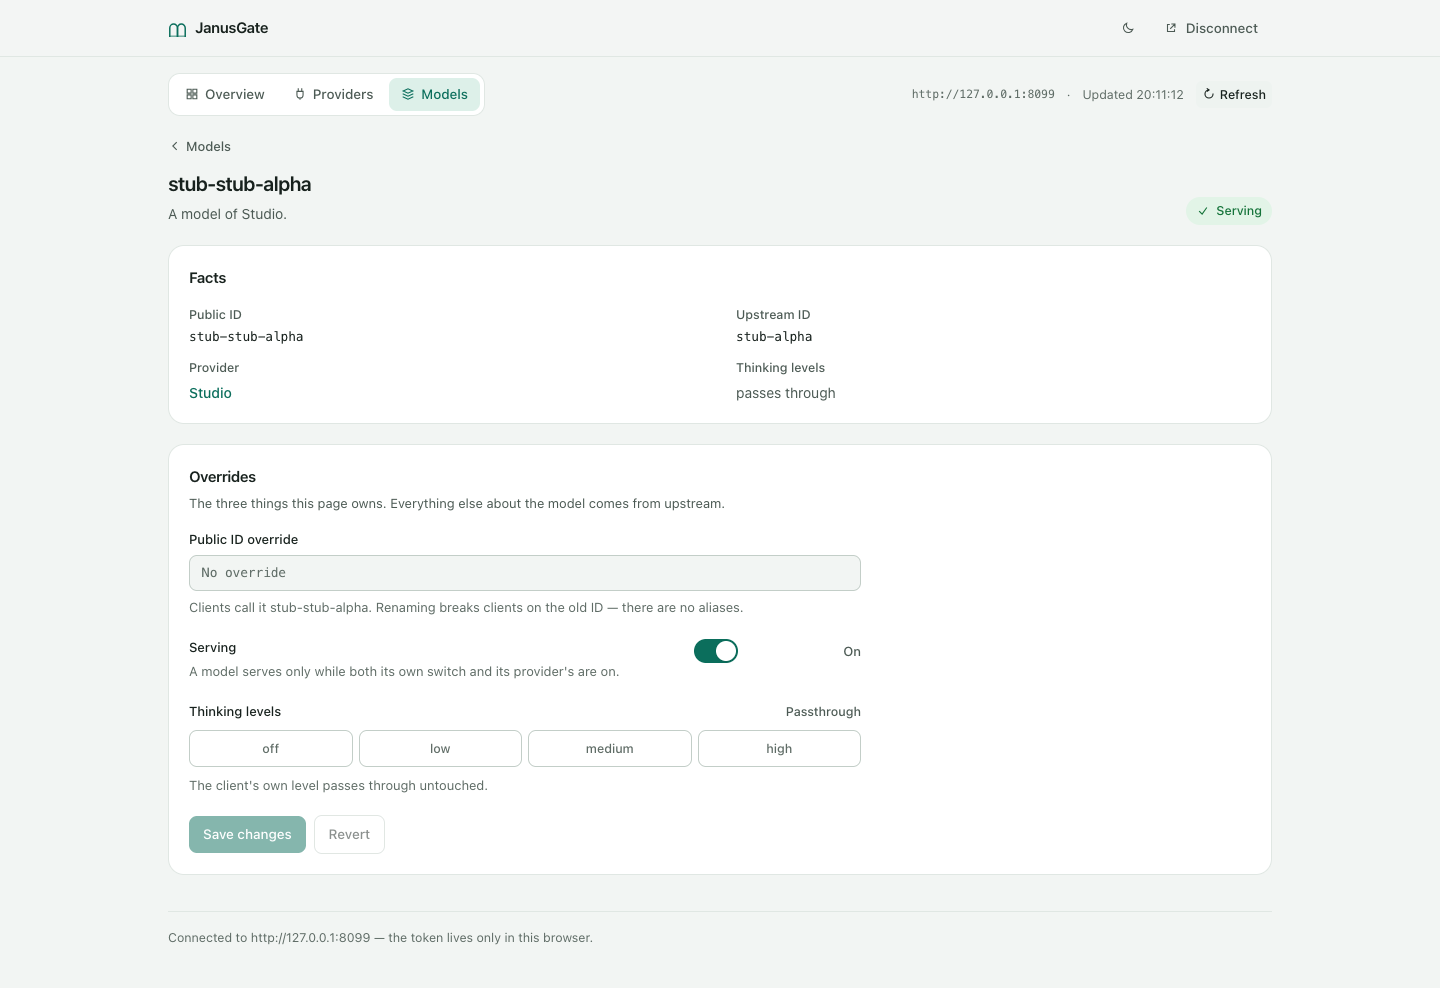 JanusGate
Disconnect
Overview
Providers
Models
http://127.0.0.1:8099 · Updated 20:11:12
Refresh
Models
stub-stub-alpha
A model of Studio.
Serving
Facts
Public ID
stub-stub-alpha
Upstream ID
stub-alpha
Provider
Studio
Thinking levels
passes through
Overrides
The three things this page owns. Everything else about the model comes from upstream.
Public ID override
No override
Clients call it stub-stub-alpha. Renaming breaks clients on the old ID — there are no aliases.
Serving
On
A model serves only while both its own switch and its provider's are on.
Thinking levels
Passthrough
off
low
medium
high
The client's own level passes through untouched.
Save changes
Revert
Connected to http://127.0.0.1:8099 — the token lives only in this browser.